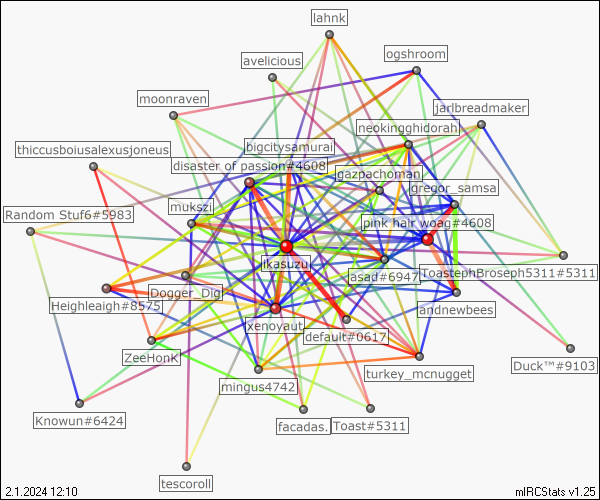 lahnk
ogshroom
avelicious
moonraven
jarlbreadmaker
neokingghidorah
bigcitysamurai
thiccusboiusalexusjoneus
disaster of passion#4608
gazpachoman
gregor_samsa
mukszi
Random Stuf6#5983
pink hair woag#4608
ikasuzu
asad#6947
ToastephBroseph5311#5311
Dogger_Dig
Heighleaigh#8575
andnewbees
xenoyaut
default#0617
ZeeHonK
Duck™#9103
turkey_mcnugget
mingus4742
Knowun#6424
facadas.
Toast#5311
tescoroll
2.1.2024 12:10
mIRCStats v1.25